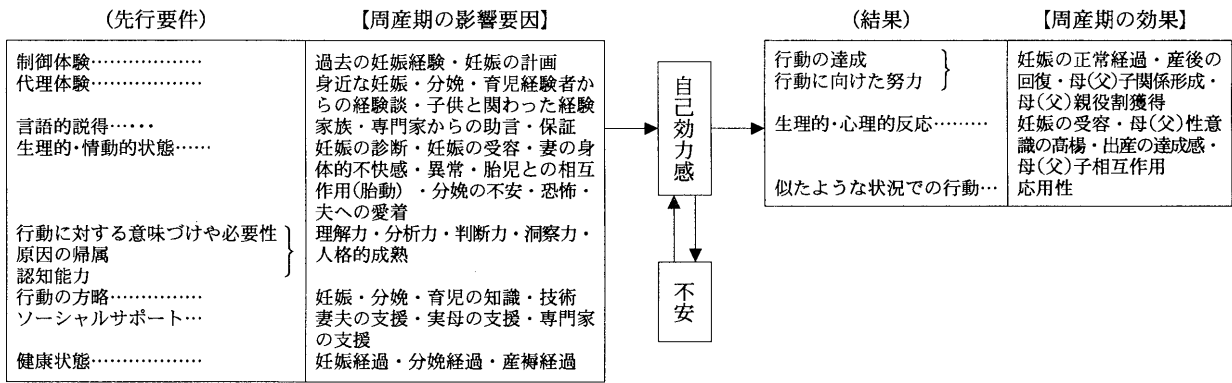 (先行要件)
【周産期の影響要因】
制御体験………………
代理体験………………
言語的説得……
生理的・情動的状態……
行動に対する意味づけや必要性
原因の帰属
認知能力
行動の方略……………
ソーシャルサポート…
健康状態………………
過去の妊娠経験・妊娠の計画
身近な妊娠・分娩・育児経験者か
らの経験談・子供と関わった経験
家族・専門家からの助言・保証
妊娠の診断・妊娠の受容・妻の身
体的不快感・異常・胎児との相互
作用(胎動)・分娩の不安・恐怖・
夫への愛着
理解力・分析力・判断力・洞察力・
人格的成熟
妊娠・分娩・育児の知識・技術
妻夫の支援・実母の支援・専門家
の支援
妊娠経過・分娩経過・産褥経過
自己効力感
不安
(結果)
【周産期の効果】
行動の達成
行動に向けた努力
生理的・心理的反応………
似たような状況での行動…
妊娠の正常経過・産後の
回復・母(父)子関係形成・
母(父)親役割獲得
妊娠の受容・母(父)性意
識の高楊・出産の達成感・
母(父)子相互作用
応用性